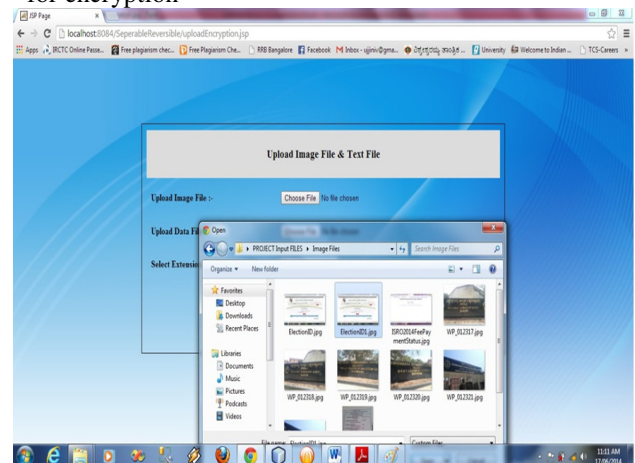 for encryption
JSP Page
localhost:8084/SeperableReversible/uploadEncryption.jsp
Apps IRCTC Online Passe... Free plagiarism chec... Free Plagiarism Che... RRB Bangalore Facebook Inbox - ujjiniv@gma... University Welcome to Indian ... TCS-Careers »
Upload Image File & Text File
Upload Image File :- Choose File No file chosen
Upload Data Fil
Select Extensio
Open
PROJECT Input FILES Image Files Search Image Files
Organize New folder
Favorites
Desktop
Downloads
Recent Places
Libraries
Documents
Music
Pictures
Podcasts
Videos
ElectionID.jpg ElectionID1.jpg ISRO2014FeePay WP_012317.jpg
mentStatus.jpg
WP_012318.jpg WP_012319.jpg WP_012320.jpg WP_012321.jpg
File name: ElectionID1.jpg Custom Files
11:11 AM
17/06/2014